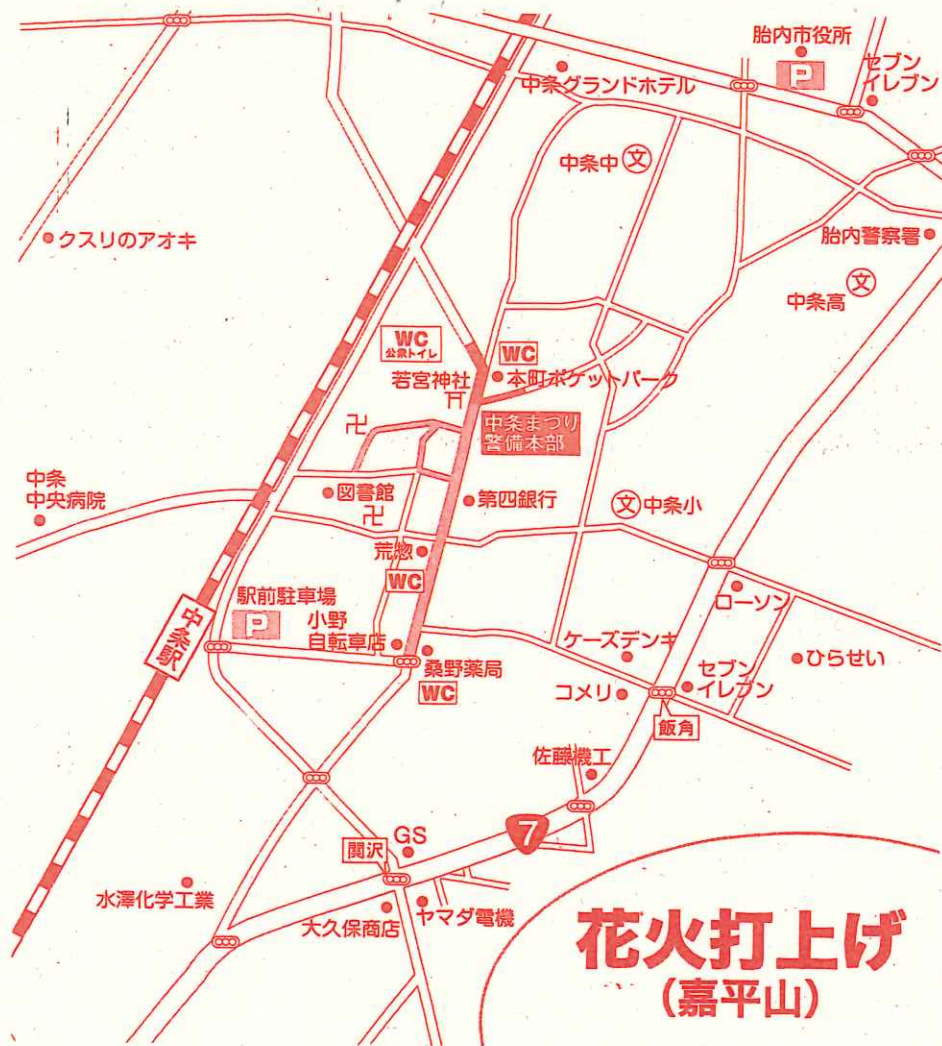 胎内市役所
P
セブン
イレブン
中条グランドホテル
中条中
文
クスリのアオキ
胎内警察署
中条高
文
WC
公衆トイレ
WC
若宮神社
本町ポケットパーク
中条まつり
警備本部
中条
中央病院
図書館
第四銀行
文
中条小
荒惣
WC
駅前駐車場
P
小野
自転車店
中条駅
桑野薬局
WC
ローソン
ケーズデンキ
ひらせい
コメリ
セブン
イレブン
飯角
佐藤機工
7
GS
関沢
水澤化学工業
大久保商店
ヤマダ電機
花火打上げ
(嘉平山)